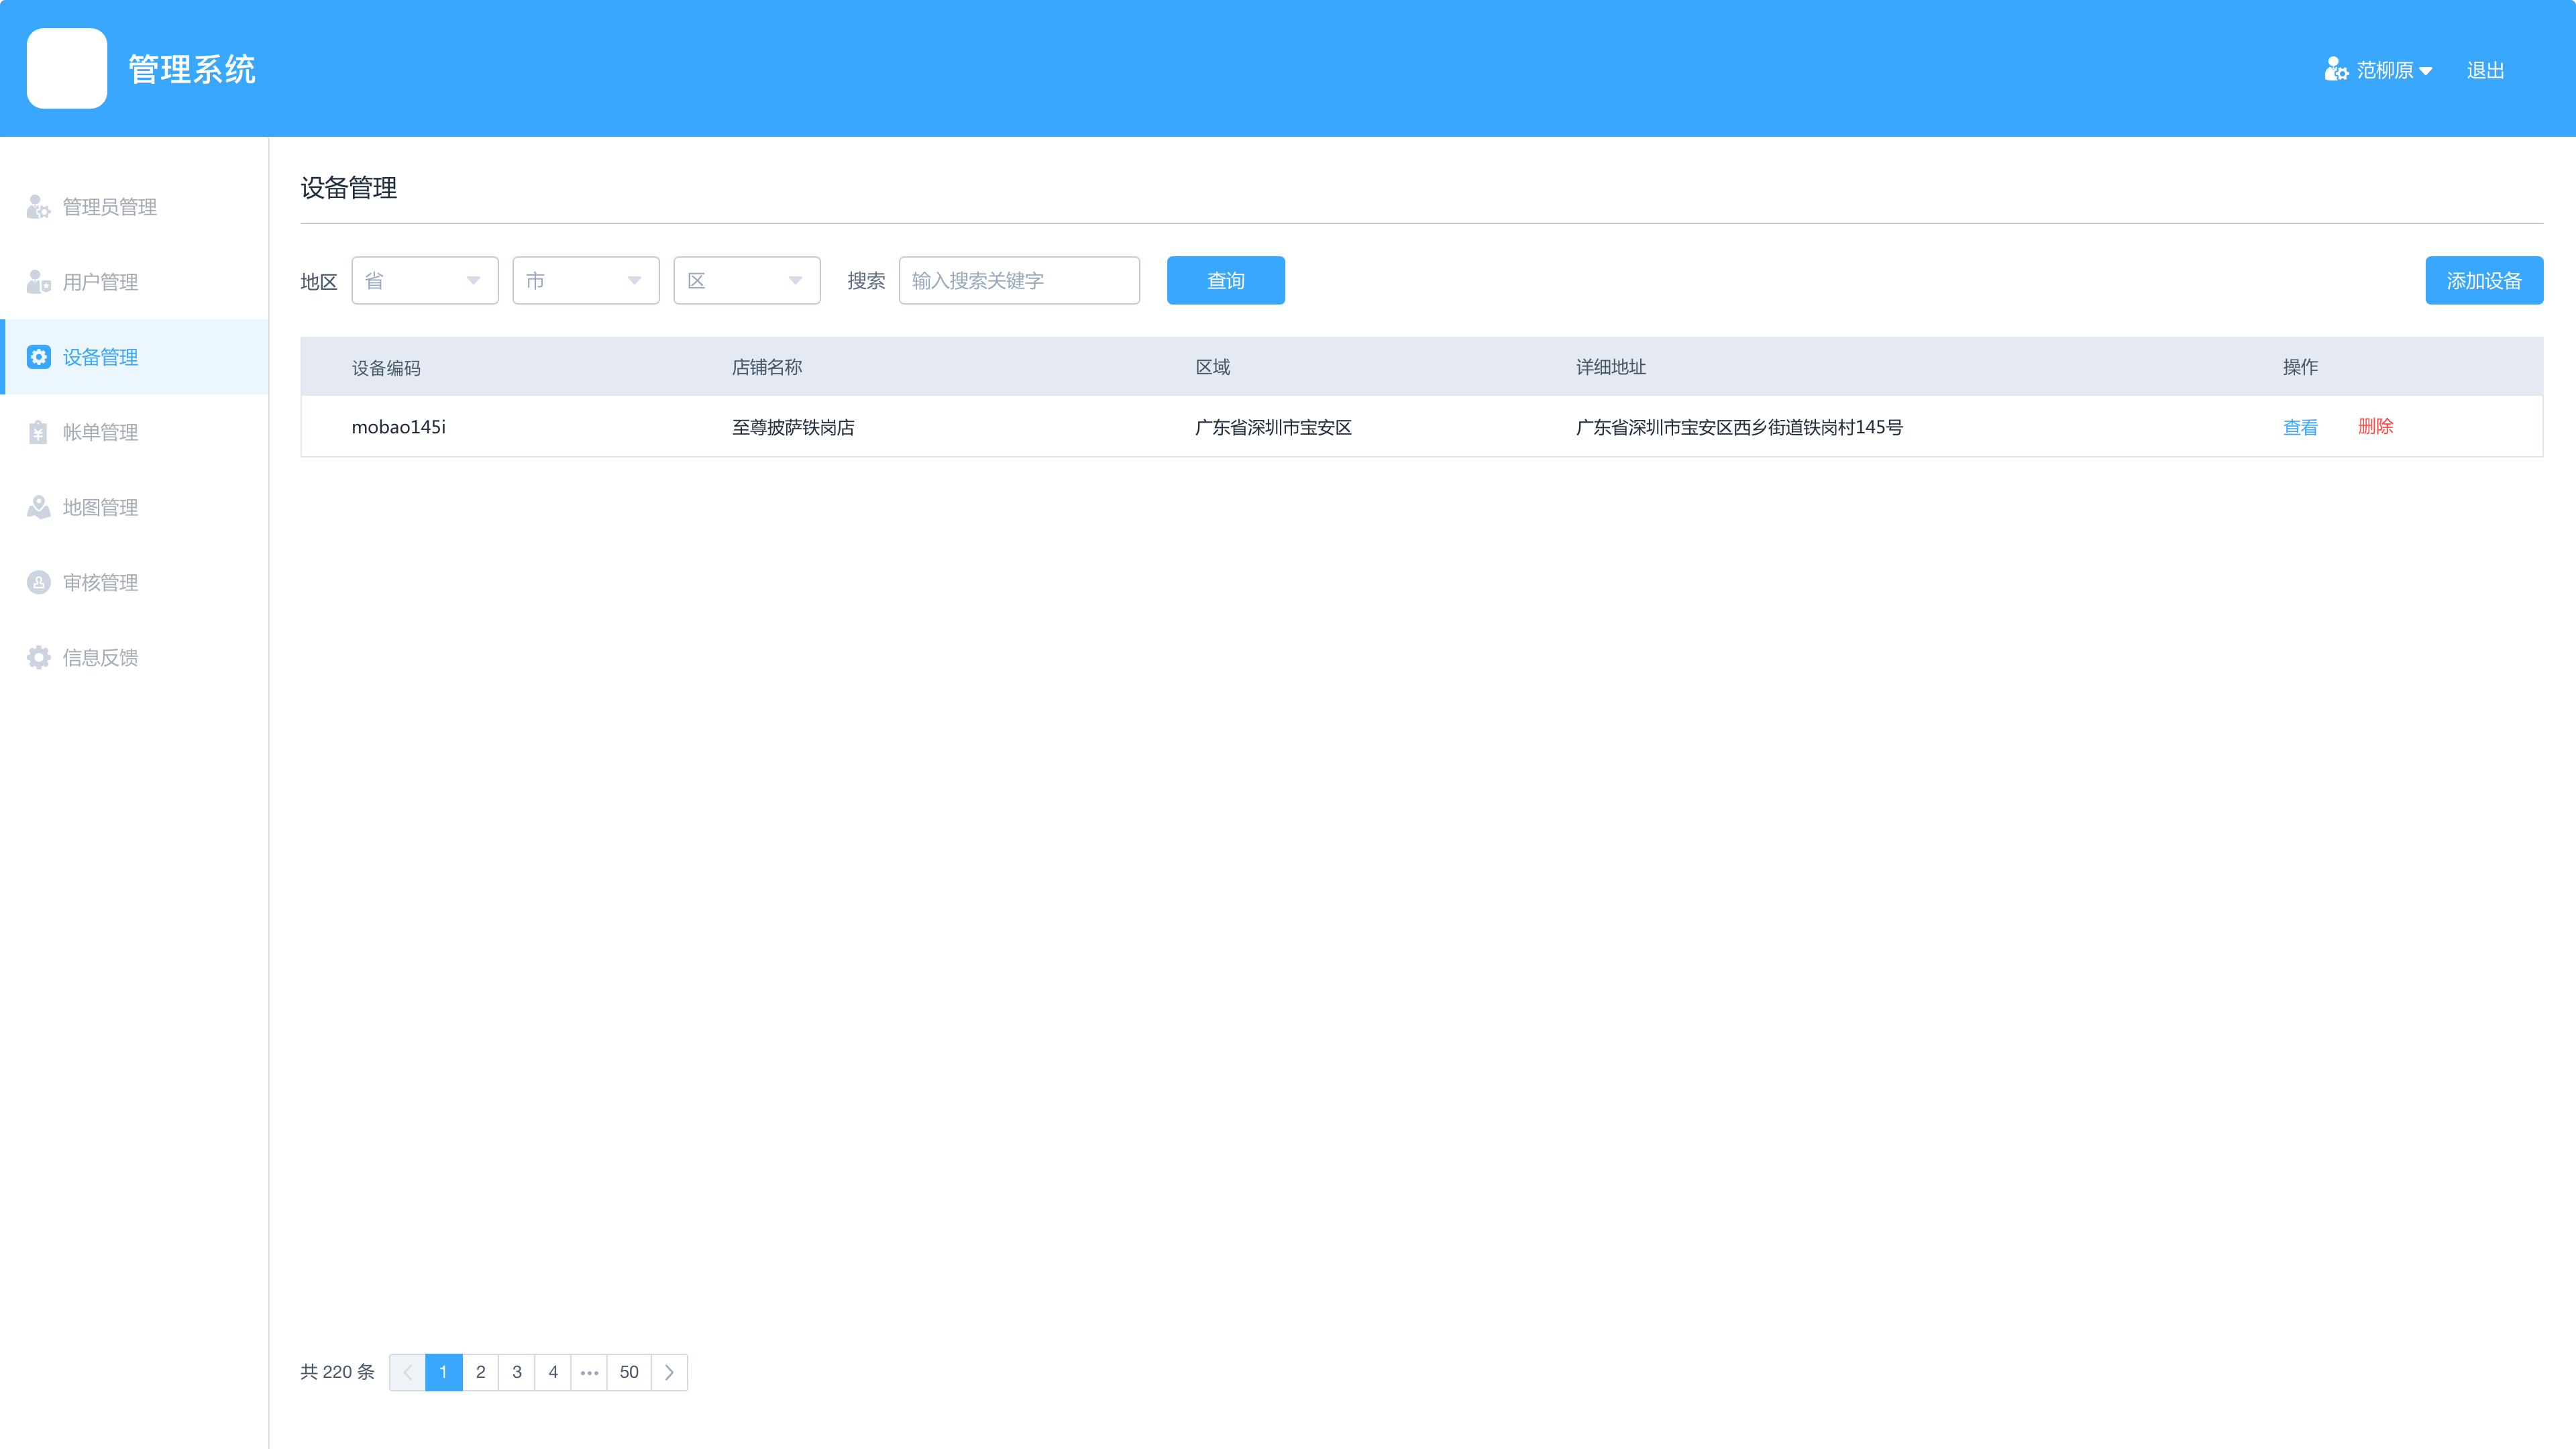 管理系统
范柳原
退出
管理员管理
用户管理
设备管理
帐单管理
地图管理
审核管理
信息反馈
设备管理
地区 省 市 区 搜索 输入搜索关键字 查询 添加设备
设备编码 店铺名称 区域 详细地址 操作
mobao145i 至尊披萨铁岗店 广东省深圳市宝安区 广东省深圳市宝安区西乡街道铁岗村145号 查看 删除
共 220 条 1 2 3 4 ••• 50